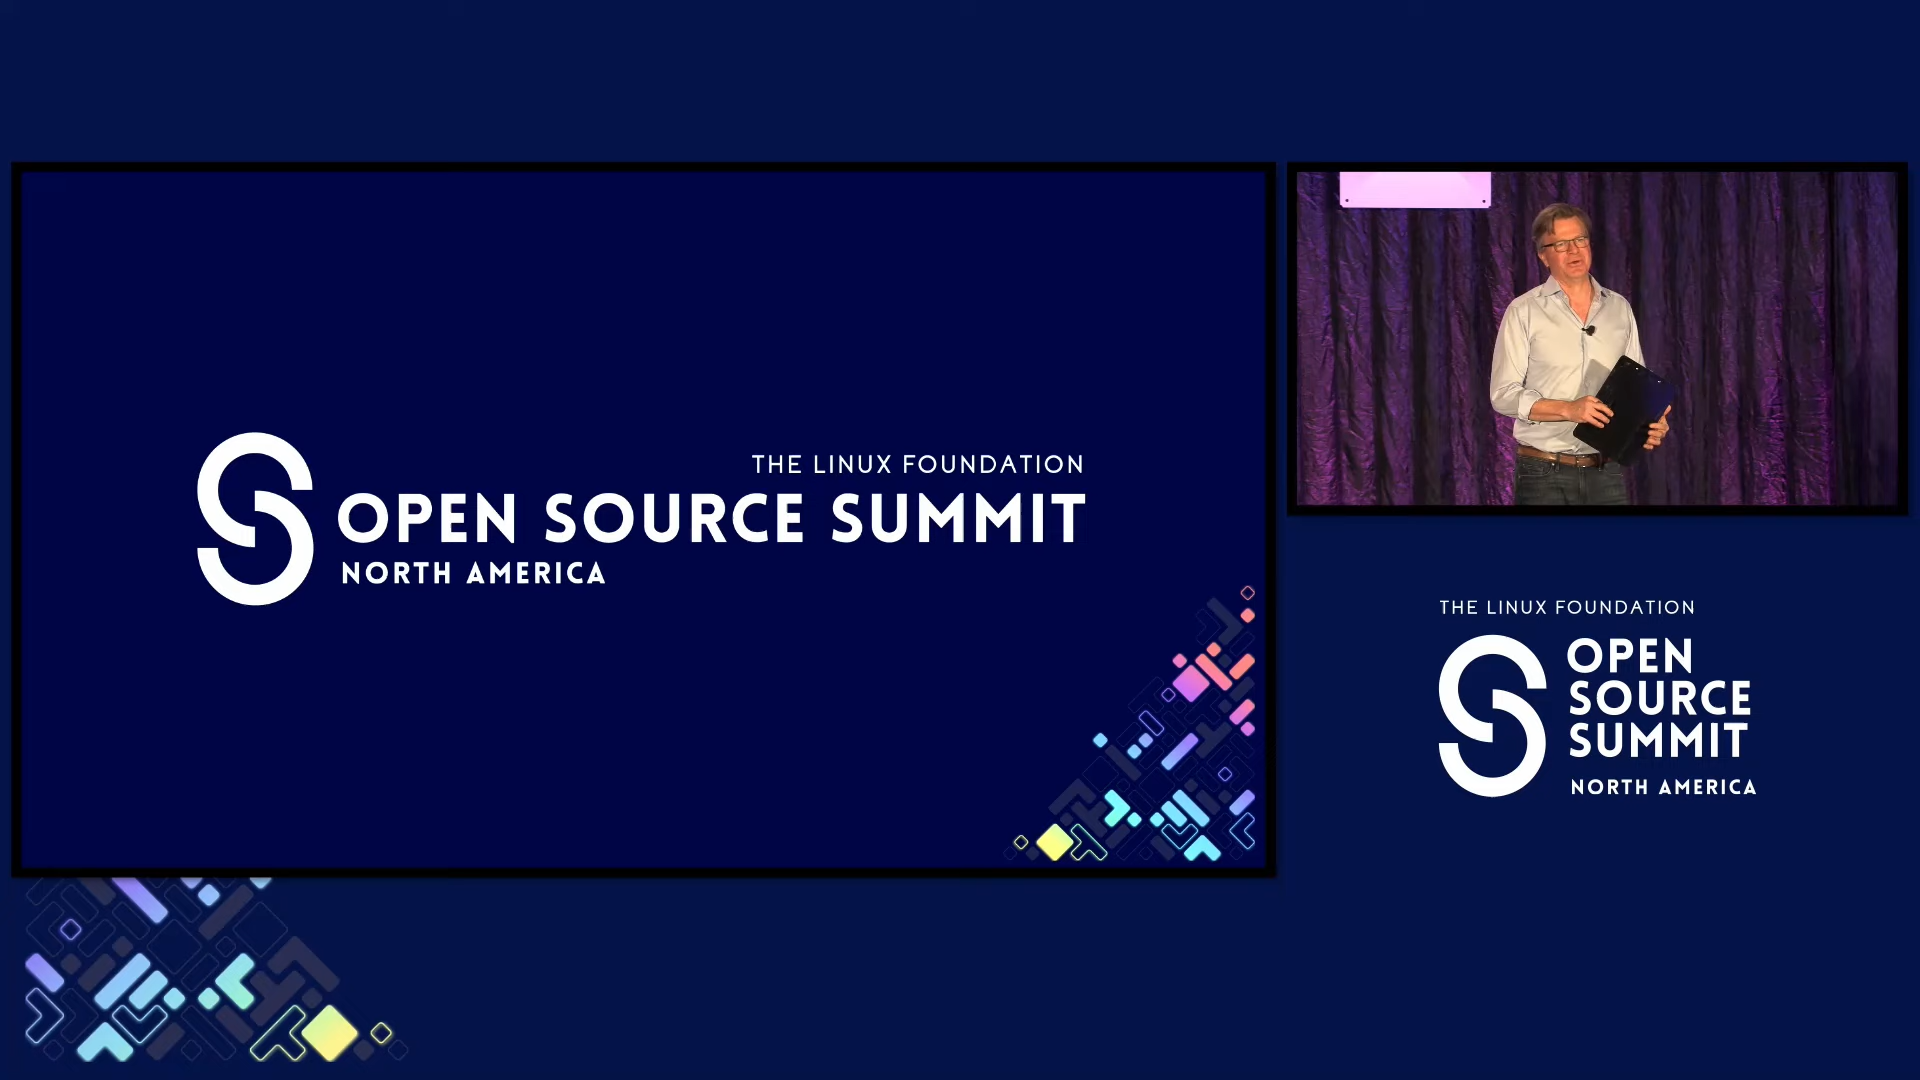 THE LINUX FOUNDATION
OPEN SOURCE SUMMIT
NORTH AMERICA
THE LINUX FOUNDATION
OPEN
SOURCE
SUMMIT
NORTH AMERICA